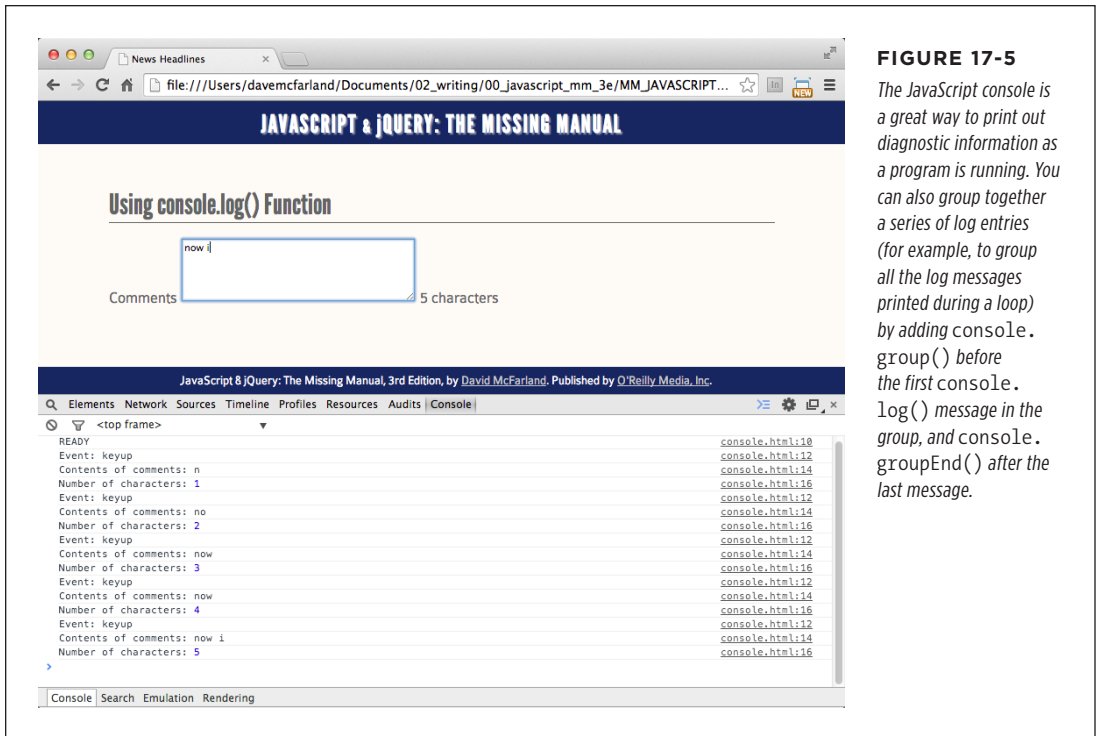 News Headlines
file:///Users/davemcfarland/Documents/02_writing/00_javascript_mm_3e/MM_JAVASCRIPT...
in
NEW
JAVASCRIPT & jQUERY: THE MISSING MANUAL
Using console.log() Function
now i
Comments
5 characters
JavaScript & jQuery: The Missing Manual, 3rd Edition, by David McFarland. Published by O'Reilly Media, Inc.
Elements Network Sources Timeline Profiles Resources Audits Console
<top frame>
READY console.html:10
Event: keyup console.html:12
Contents of comments: n console.html:14
Number of characters: 1 console.html:16
Event: keyup console.html:12
Contents of comments: no console.html:14
Number of characters: 2 console.html:16
Event: keyup console.html:12
Contents of comments: now console.html:14
Number of characters: 3 console.html:16
Event: keyup console.html:12
Contents of comments: now console.html:14
Number of characters: 4 console.html:16
Event: keyup console.html:12
Contents of comments: now i console.html:14
Number of characters: 5 console.html:16
>
Console Search Emulation Rendering
FIGURE 17-5
The JavaScript console is
a great way to print out
diagnostic information as
a program is running. You
can also group together
a series of log entries
(for example, to group
all the log messages
printed during a loop)
by adding console.
group() before
the first console.
log() message in the
group, and console.
groupEnd() after the
last message.